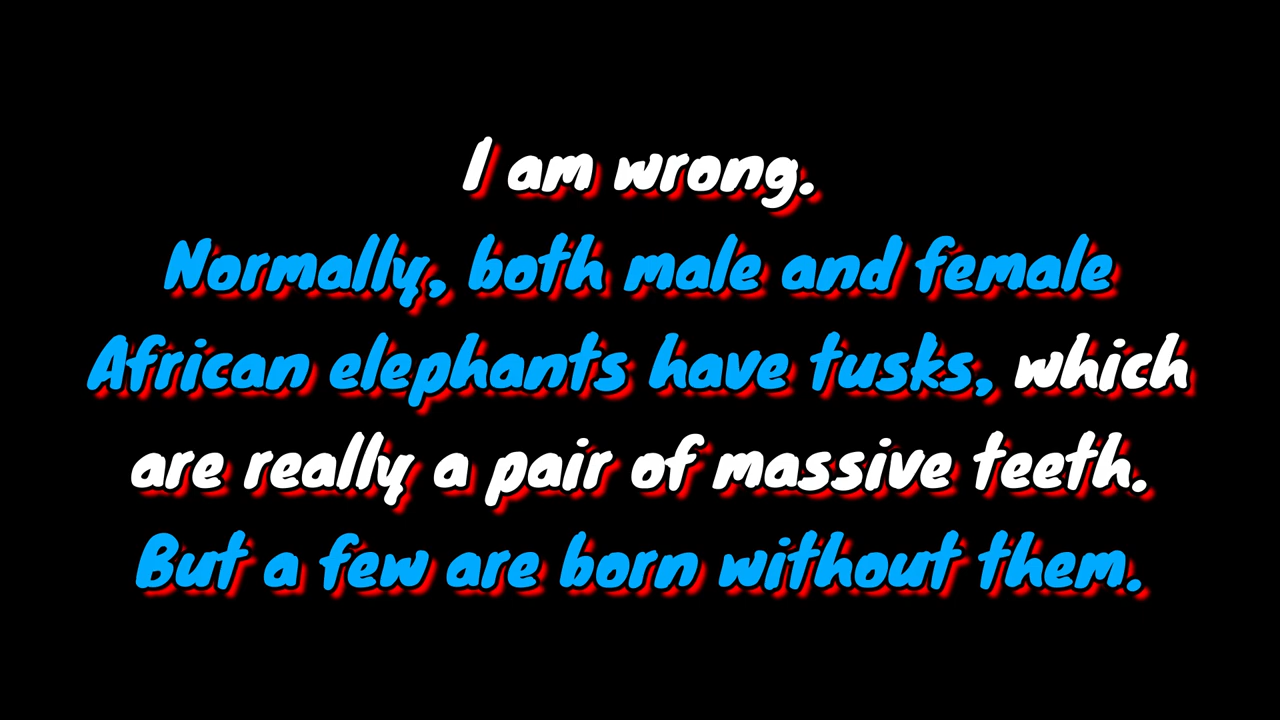 I am wrong.
Normally, both male and female
African elephants have tusks, which
are really a pair of massive teeth.
But a few are born without them.